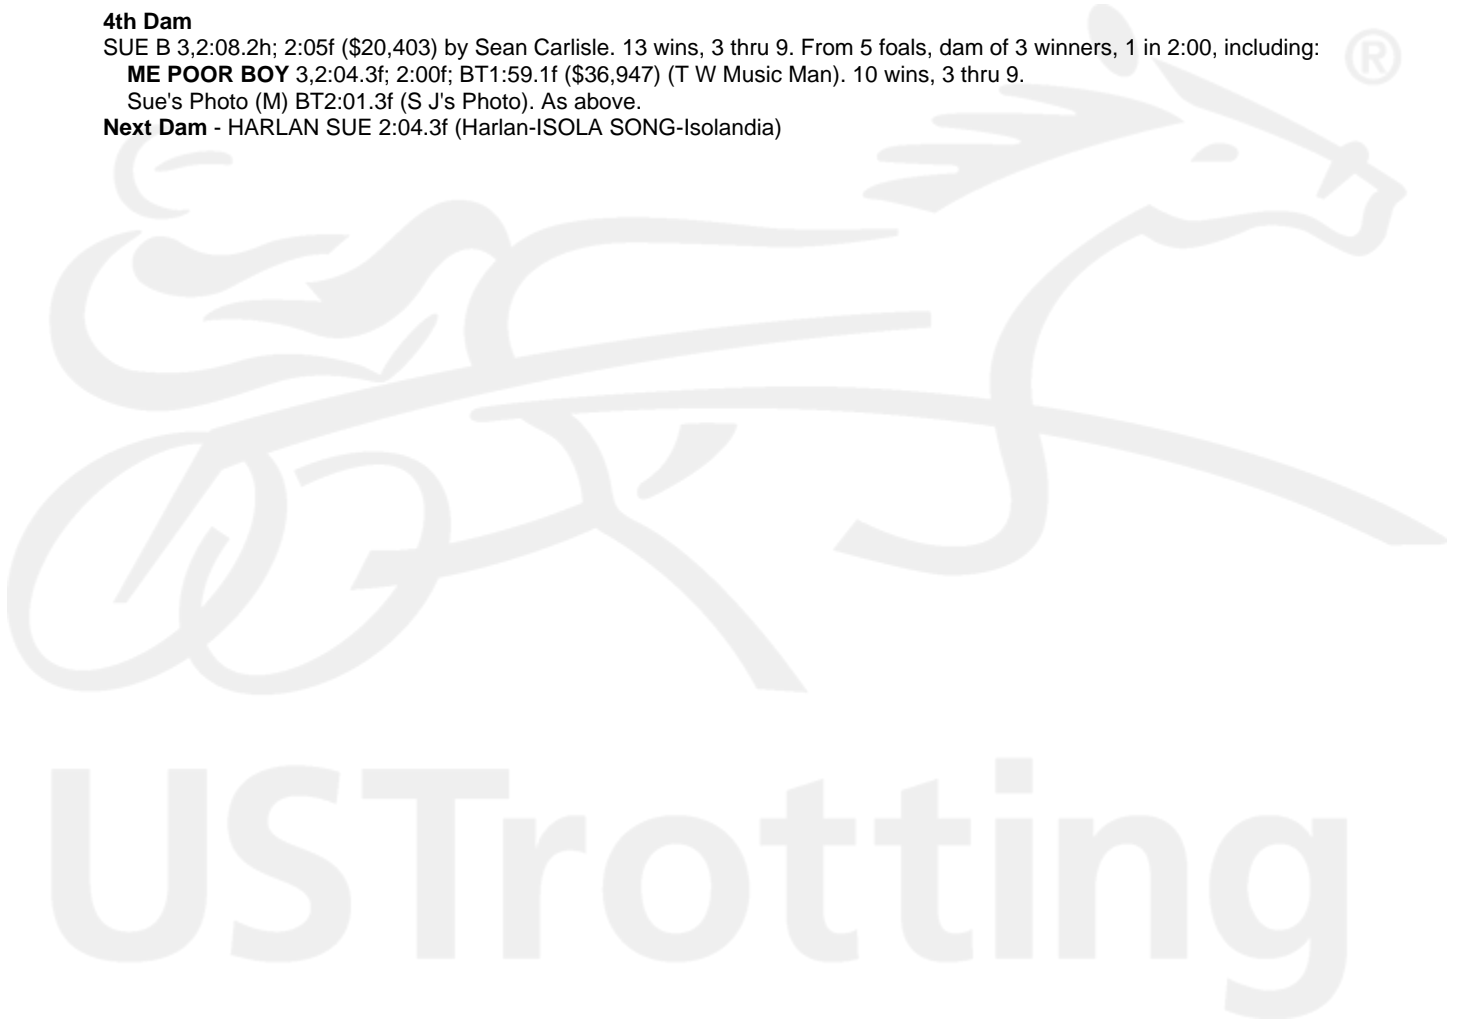 4th Dam
SUE B 3,2:08.2h; 2:05f ($20,403) by Sean Carlisle. 13 wins, 3 thru 9. From 5 foals, dam of 3 winners, 1 in 2:00, including:
ME POOR BOY 3,2:04.3f; 2:00f; BT1:59.1f ($36,947) (T W Music Man). 10 wins, 3 thru 9.
Sue's Photo (M) BT2:01.3f (S J's Photo). As above.
Next Dam - HARLAN SUE 2:04.3f (Harlan-ISOLA SONG-Isolandia)
®
USTrotting